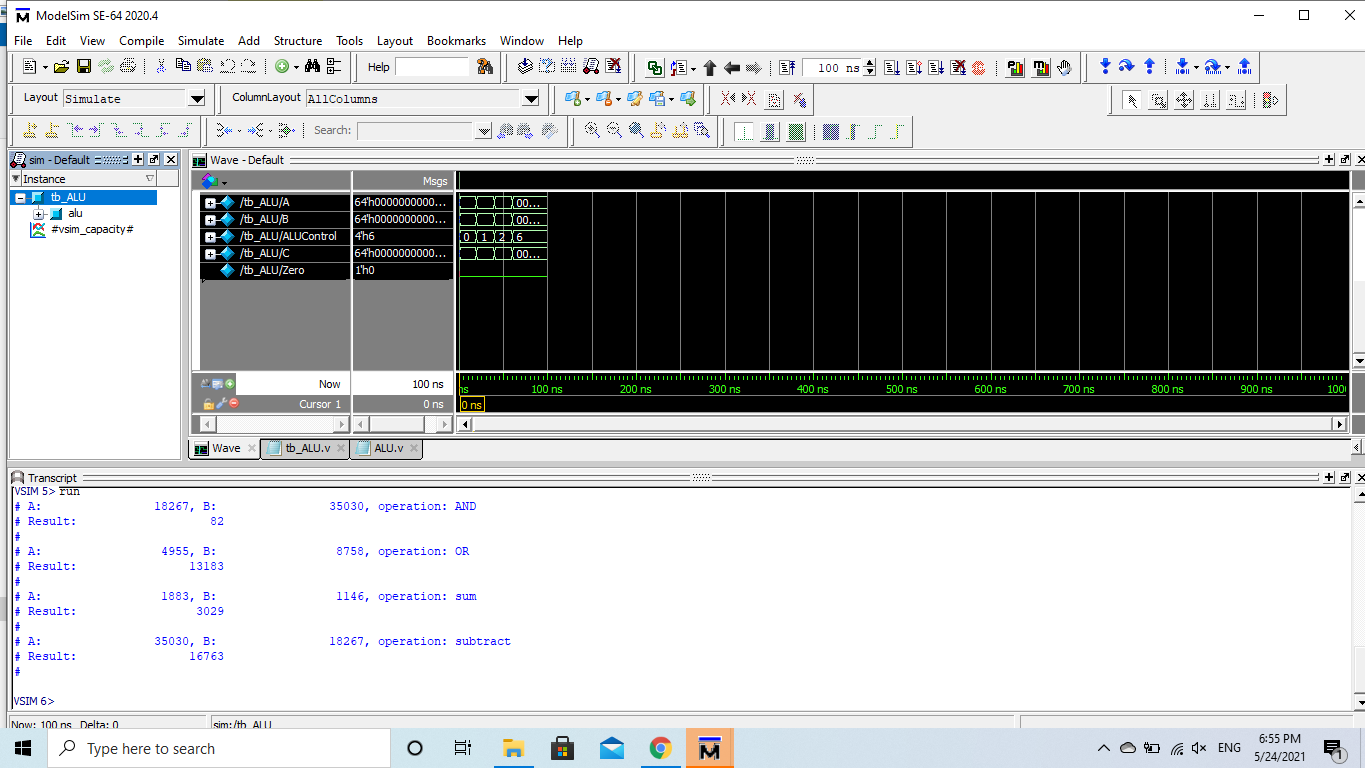 ModelSim SE-64 2020.4
File Edit View Compile Simulate Add Structure Tools Layout Bookmarks Window Help
Help
100 ns
Layout Simulate
ColumnLayout AllColumns
Search:
sim - Default
Instance
tb_ALU
alu
#vsim_capacity#
Wave - Default
Msgs
/tb_ALU/A 64'h0000000000... 00...
/tb_ALU/B 64'h0000000000... 00...
/tb_ALU/ALUControl 4'h6 0 1 2 6
/tb_ALU/C 64'h0000000000... 00...
/tb_ALU/Zero 1'h0
Now 100 ns
ns 100 ns 200 ns 300 ns 400 ns 500 ns 600 ns 700 ns 800 ns 900 ns 1000
Cursor 1 0 ns
0 ns
Wave tb_ALU.v ALU.v
Transcript
VSIM 5> run
# A: 18267, B: 35030, operation: AND
# Result: 82
#
# A: 4955, B: 8758, operation: OR
# Result: 13183
#
# A: 1883, B: 1146, operation: sum
# Result: 3029
#
# A: 35030, B: 18267, operation: subtract
# Result: 16763
#
VSIM 6>
Now: 100 ns Delta: 0 sim:/tb_ALU
Type here to search
ENG
6:55 PM
5/24/2021
1